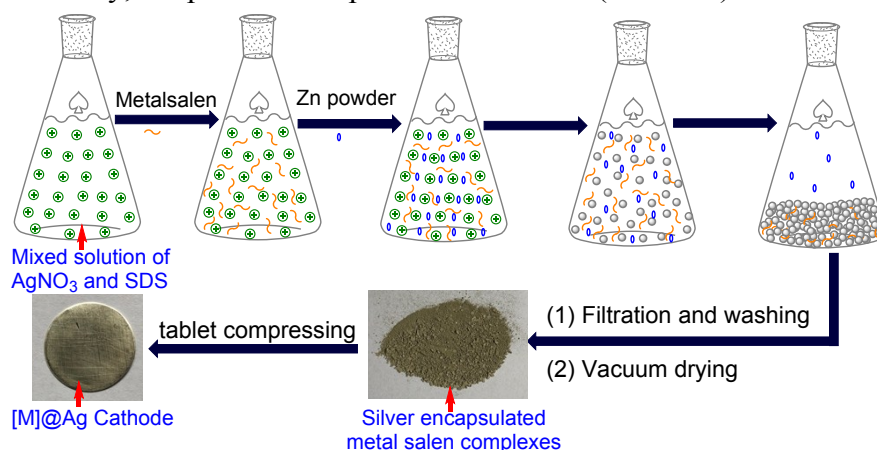 Metalsalen
Zn powder
Mixed solution of
AgNO3 and SDS
(1) Filtration and washing
(2) Vacuum drying
tablet compressing
[M]@Ag Cathode
Silver encapsulated
metal salen complexes